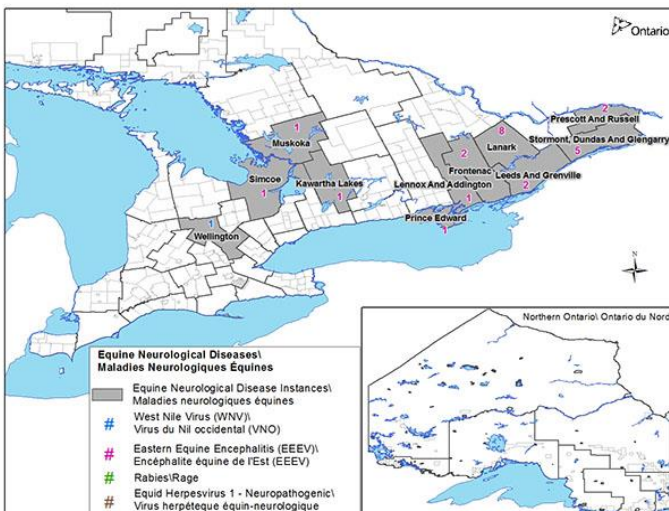 Ontario
2
Prescott And Russell
8
Lanark
Stormont, Dundas And Glengarry
5
1
Muskoka
2
Frontenac
Leeds And Grenville
2
Simcoe
1
Kawartha Lakes
1
Lennox And Addington
1
Prince Edward
1
1
Wellington
N
Northern Ontario\ Ontario du Nord
Equine Neurological Diseases\
Maladies Neurologiques Équines
Equine Neurological Disease Instances\
Maladies neurologiques équines
# West Nile Virus (WNV)\
Virus du Nil occidental (VNO)
# Eastern Equine Encephalitis (EEEV)\
Encéphalite équine de l'Est (EEEV)
# Rabies\Rage
# Equid Herpesvirus 1 - Neuropathogenic\
Virus herpéteque équin-neurologique